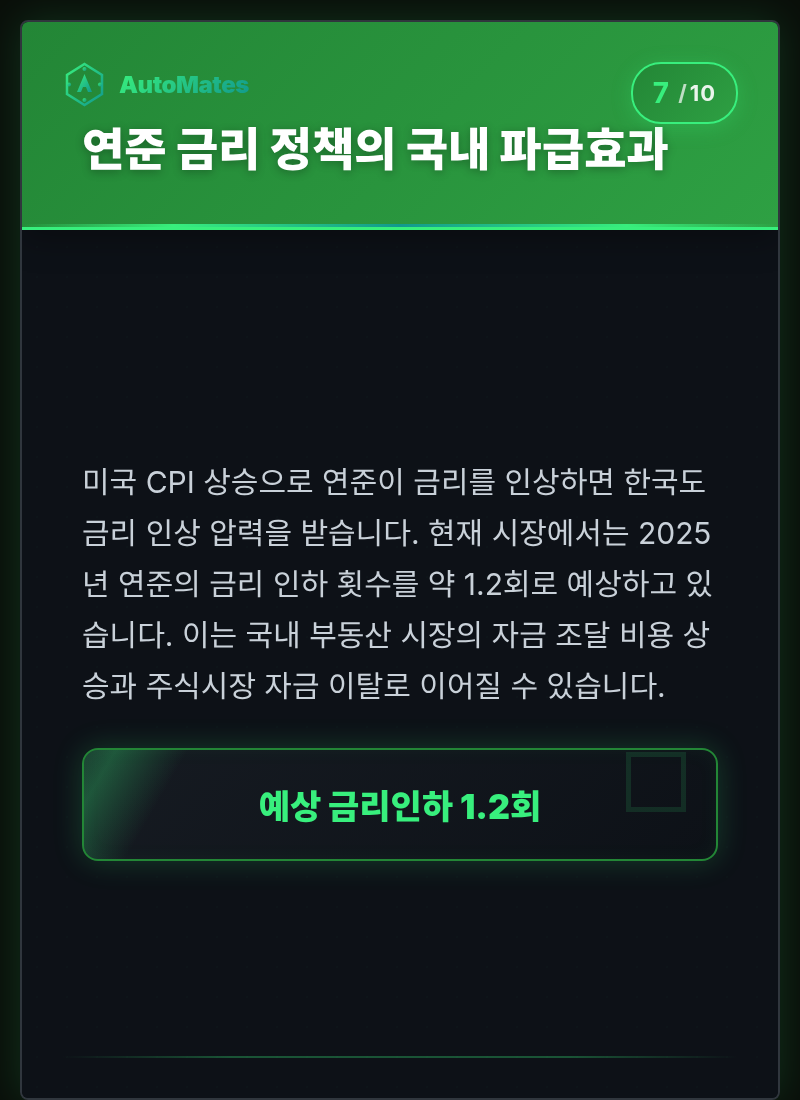 AutoMates
7 /10
연준 금리 정책의 국내 파급효과
미국 CPI 상승으로 연준이 금리를 인상하면 한국도
금리 인상 압력을 받습니다. 현재 시장에서는 2025
년 연준의 금리 인하 횟수를 약 1.2회로 예상하고 있
습니다. 이는 국내 부동산 시장의 자금 조달 비용 상
승과 주식시장 자금 이탈로 이어질 수 있습니다.
예상 금리인하 1.2회